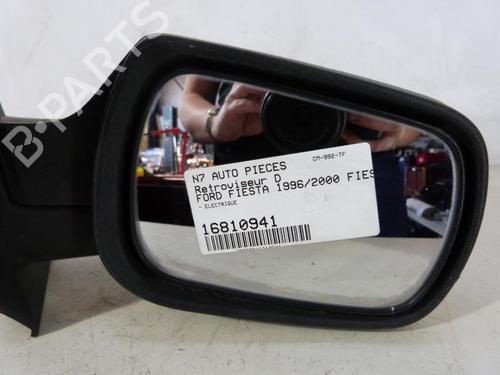 B-PARTS
CM-992-TF
N7 AUTO PIECES
Retroviseur D
FORD FIESTA 1996/2000 FIES
- ELECTRIQUE
16810941